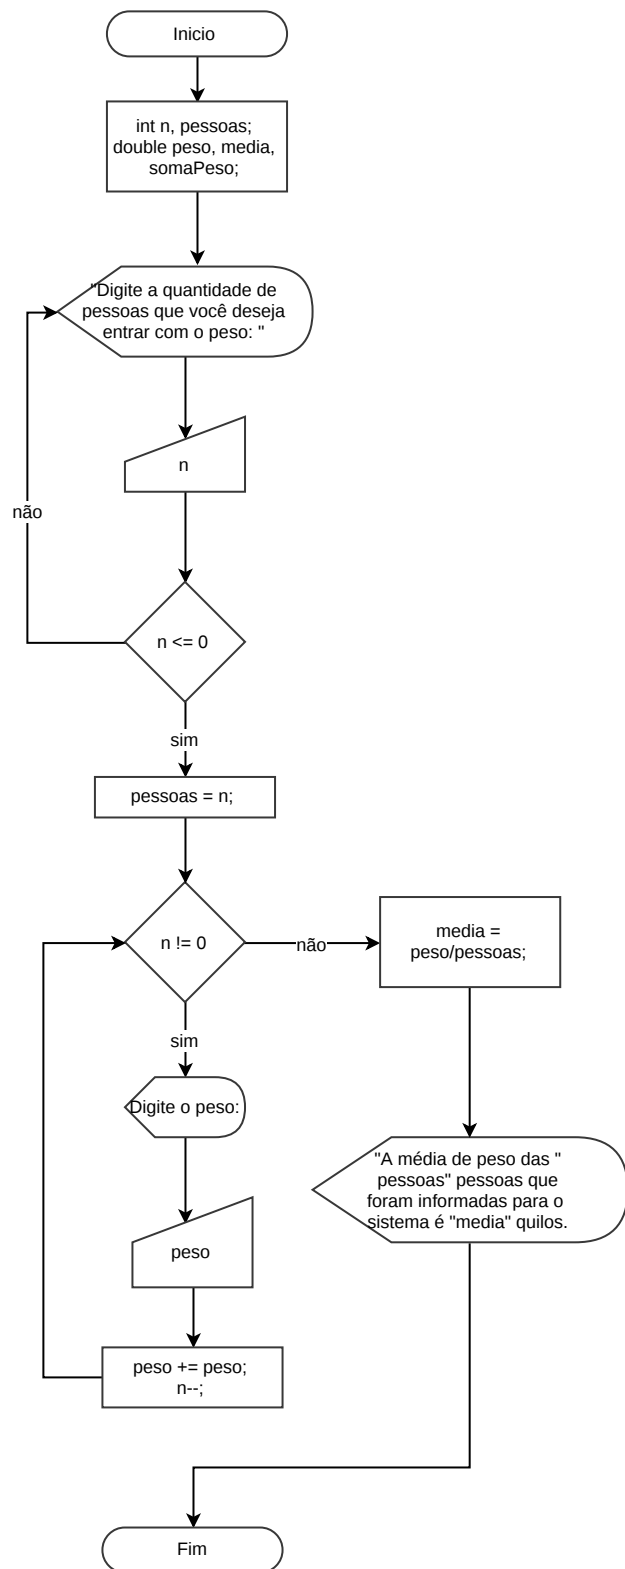 Inicio
int n, pessoas;
double peso, media,
somaPeso;
"Digite a quantidade de
pessoas que você deseja
entrar com o peso: "
n
não
n <= 0
sim
pessoas = n;
n != 0
não
media =
peso/pessoas;
sim
Digite o peso:
"A média de peso das "
pessoas" pessoas que
foram informadas para o
sistema é "media" quilos.
peso
peso += peso;
n--;
Fim